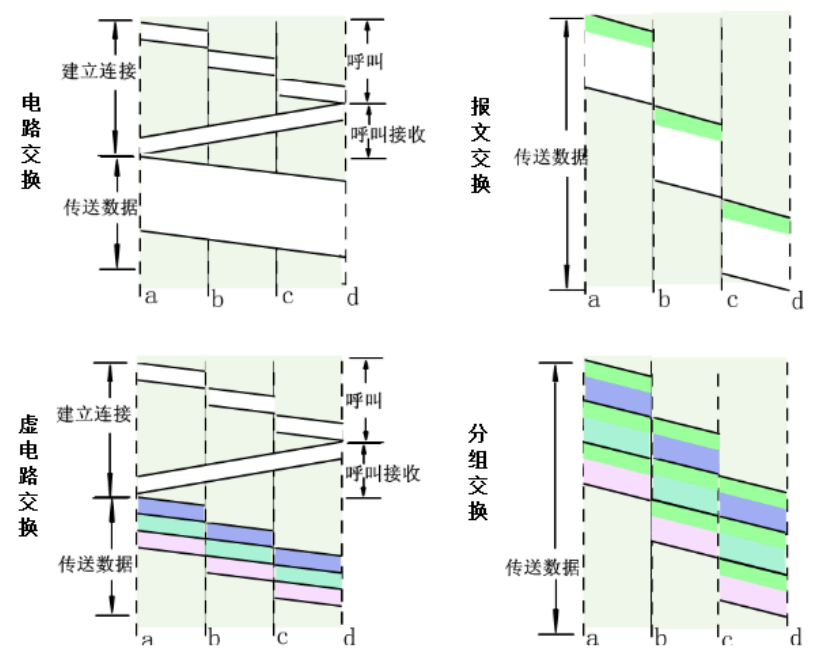 电路交换
建立连接
传送数据
呼叫
呼叫接收
a b c d
报文交换
传送数据
a b c d
虚电路交换
建立连接
传送数据
呼叫
呼叫接收
a b c d
分组交换
传送数据
a b c d